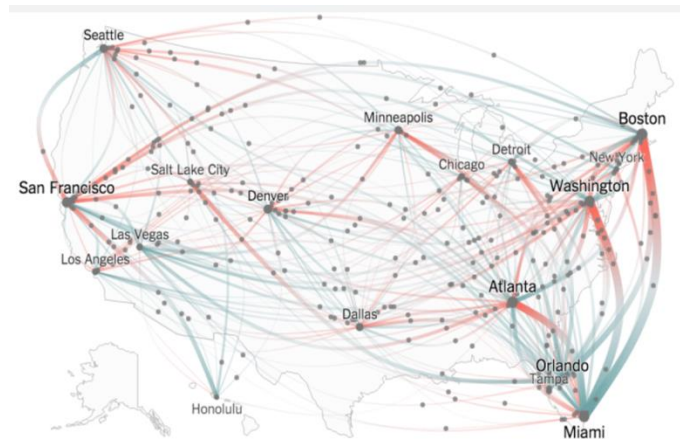 Seattle
Minneapolis
Boston
Detroit
New York
Chicago
Salt Lake City
San Francisco
Denver
Washington
Las Vegas
Los Angeles
Atlanta
Dallas
Orlando
Tampa
Honolulu
Miami